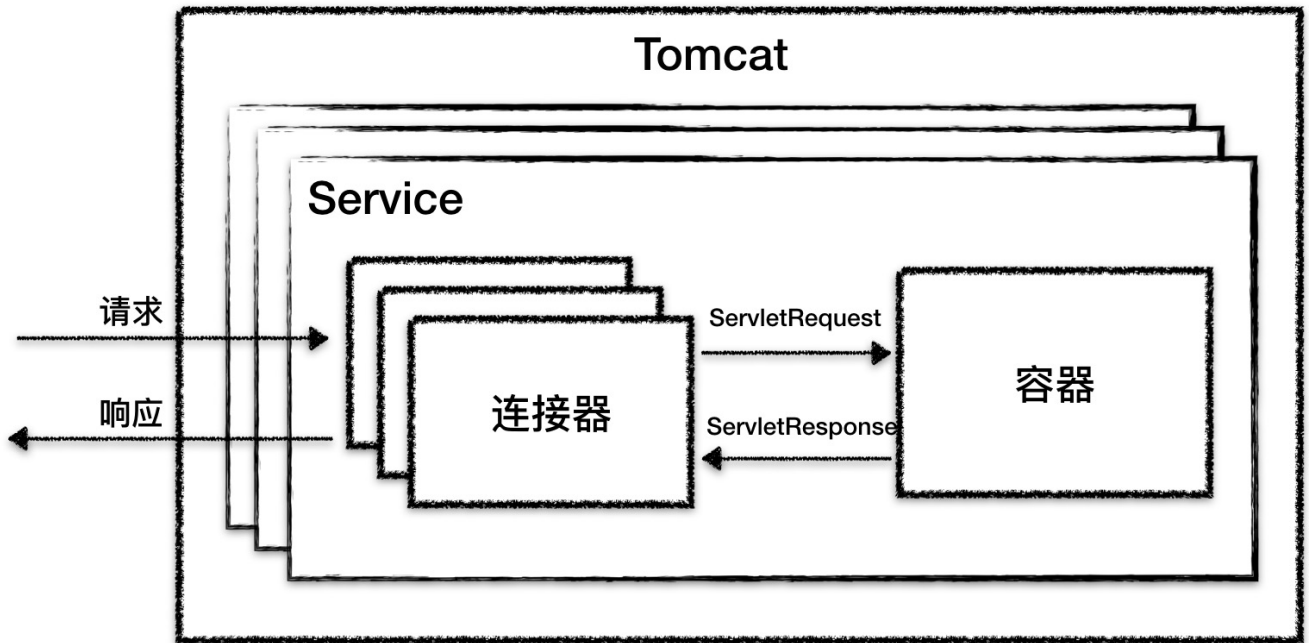 Tomcat
Service
请求
ServletRequest
连接器
容器
响应
ServletResponse